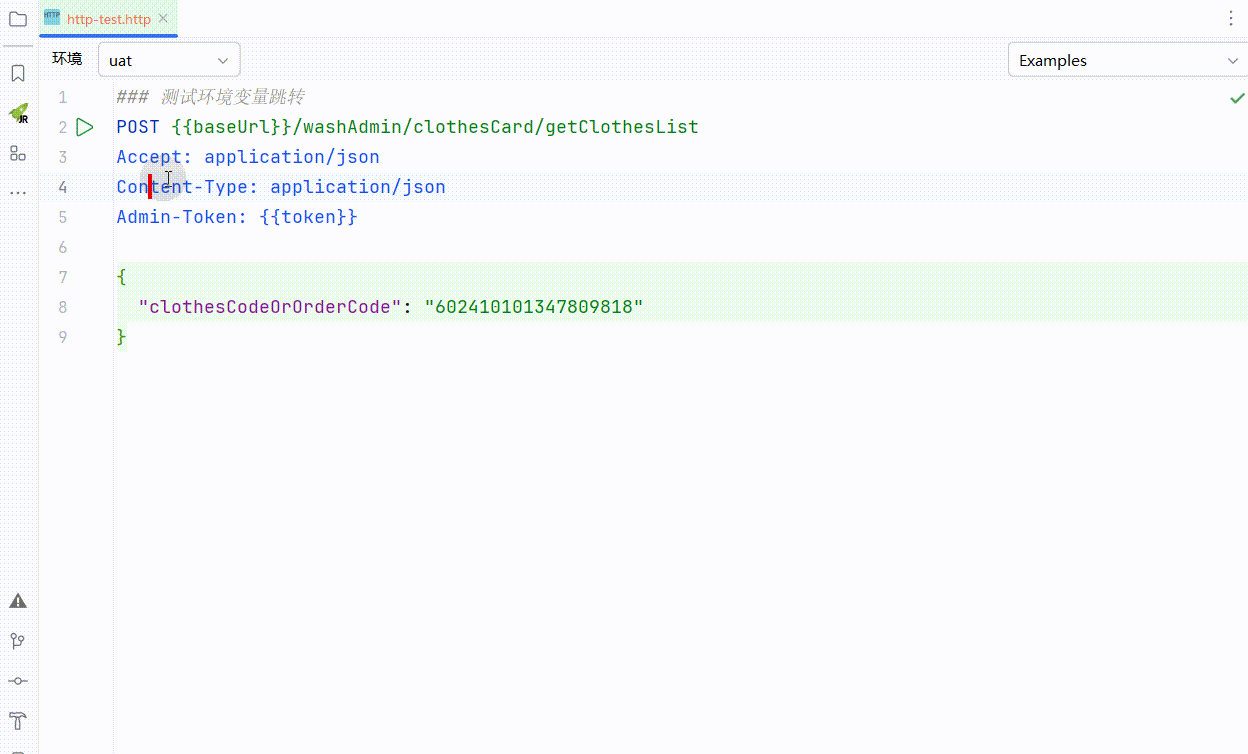 HTTP http-test.http
环境 uat Examples
JR
1 ### 测试环境变量跳转
2 POST {{baseUrl}}/washAdmin/clothesCard/getClothesList
3 Accept: application/json
4 Content-Type: application/json
5 Admin-Token: {{token}}
6
7 {
8 "clothesCodeOrOrderCode": "602410101347809818"
9 }